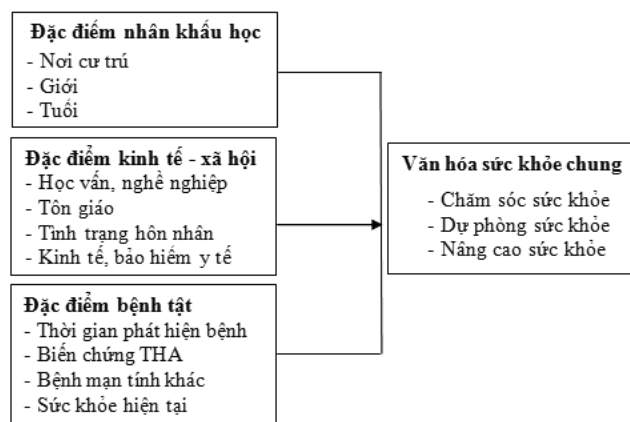 Đặc điểm nhân khẩu học
- Nơi cư trú
- Giới
- Tuổi
Đặc điểm kinh tế - xã hội
- Học vấn, nghề nghiệp
- Tôn giáo
- Tình trạng hôn nhân
- Kinh tế, bảo hiểm y tế
Đặc điểm bệnh tật
- Thời gian phát hiện bệnh
- Biến chứng THA
- Bệnh mạn tính khác
- Sức khỏe hiện tại
Văn hóa sức khỏe chung
- Chăm sóc sức khỏe
- Dự phòng sức khỏe
- Nâng cao sức khỏe